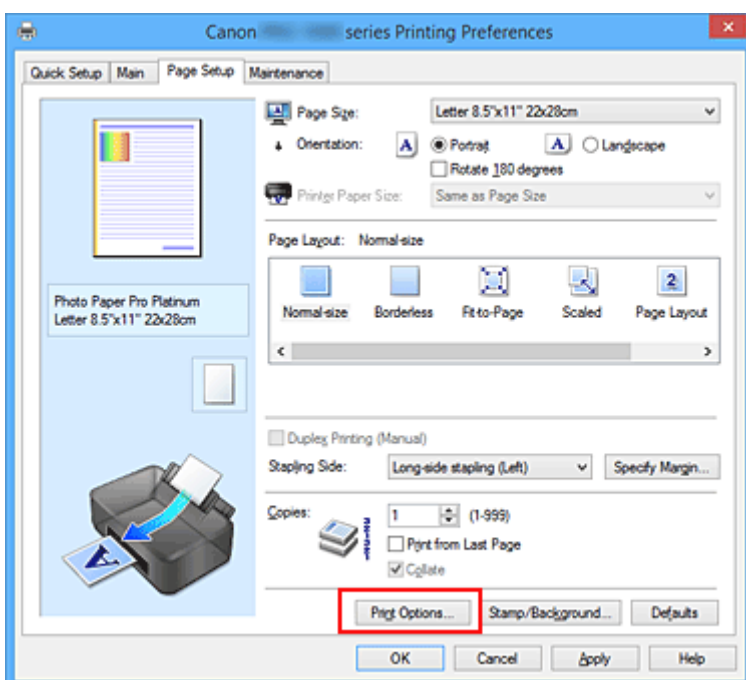 Canon series Printing Preferences
Quick Setup Main Page Setup Maintenance
Page Size: Letter 8.5"x11" 22x28cm
Orientation: A Portrait A Landscape
Rotate 180 degrees
Printer Paper Size: Same as Page Size
Page Layout: Normal-size
2
Normal-size Borderless Fit-to-Page Scaled Page Layout
Photo Paper Pro Platinum
Letter 8.5"x11" 22x28cm
Duplex Printing (Manual)
Stapling Side: Long-side stapling (Left) Specify Margin...
Copies: 1 (1-999)
Print from Last Page
Collate
A
Print Options... Stamp/Background... Defaults
OK Cancel Apply Help